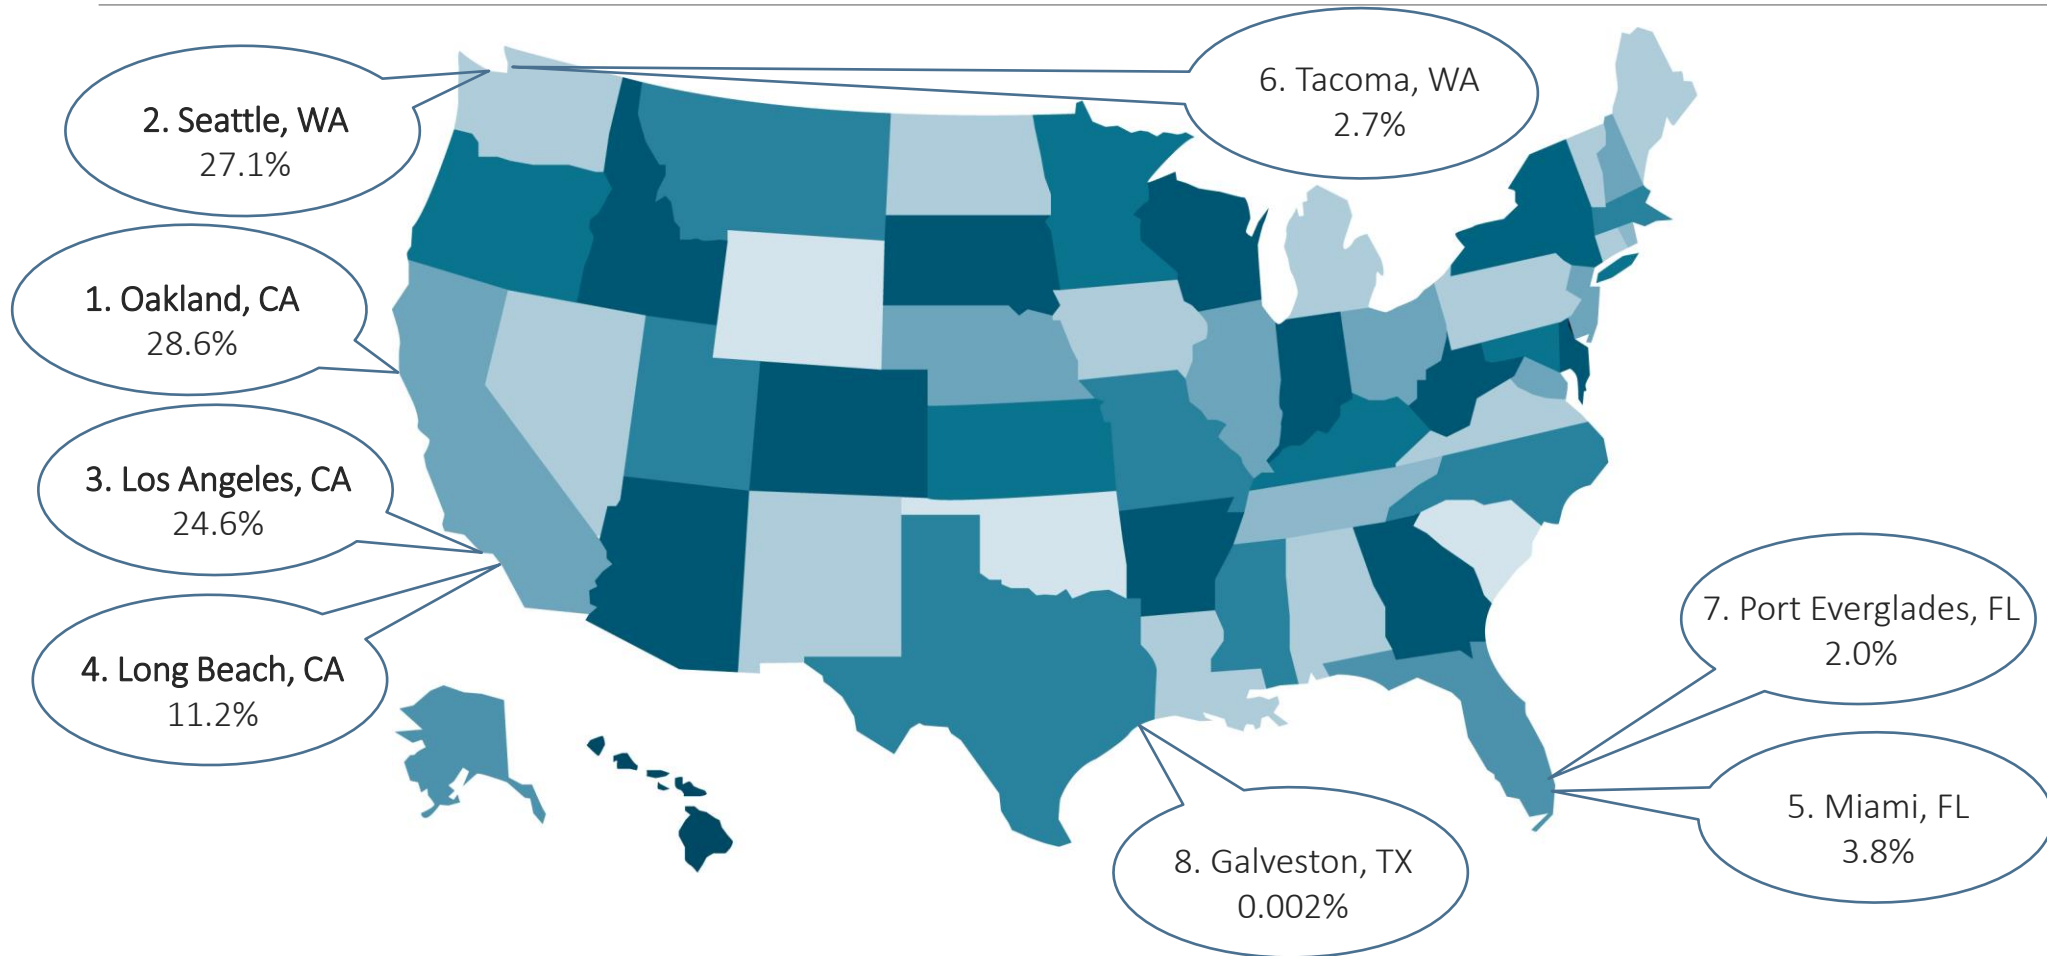 2. Seattle, WA
27.1%
6. Tacoma, WA
2.7%
1. Oakland, CA
28.6%
3. Los Angeles, CA
24.6%
4. Long Beach, CA
11.2%
7. Port Everglades, FL
2.0%
5. Miami, FL
3.8%
8. Galveston, TX
0.002%